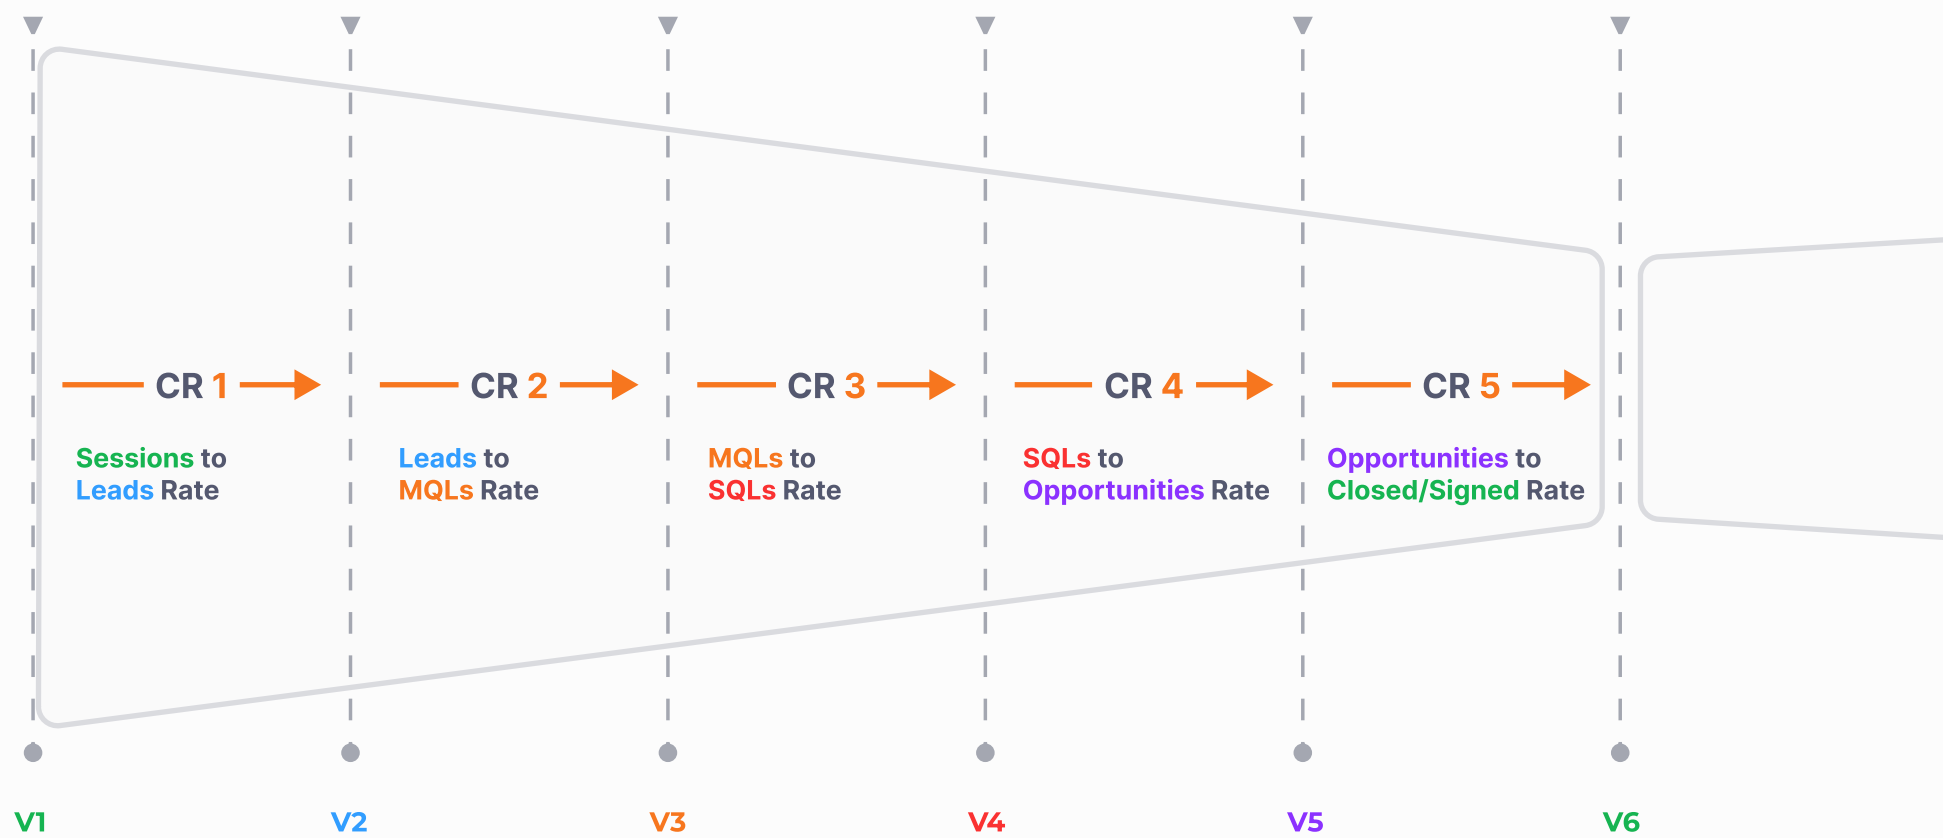 CR 1
CR 2
CR 3
CR 4
CR 5
Sessions to
Leads Rate
Leads to
MQLs Rate
MQLs to
SQLs Rate
SQLs to
Opportunities Rate
Opportunities to
Closed/Signed Rate
V1
V2
V3
V4
V5
V6